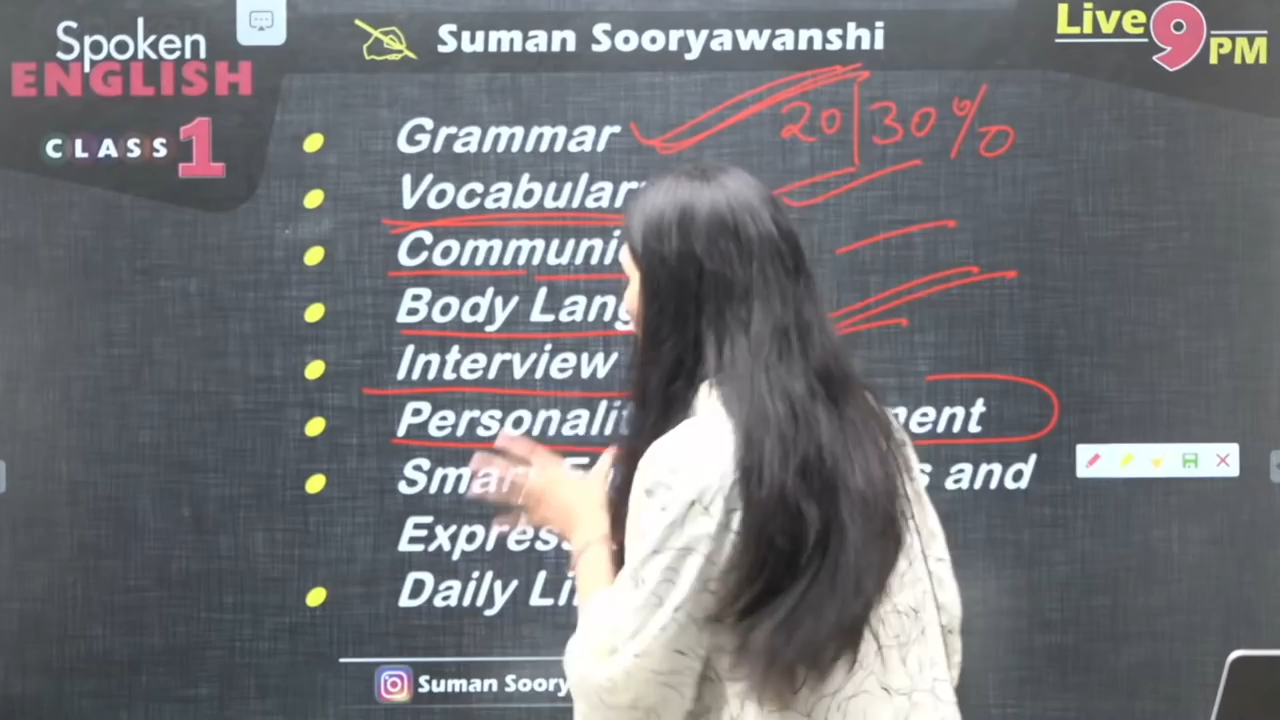 Spoken
ENGLISH
CLASS 1
Suman Sooryawanshi
Live 9 PM
Grammar
20 | 30%
Vocabular
Communi
Body Lang
Interview
Personalit ment
Smar s and
Express
Daily Li
Suman Soory